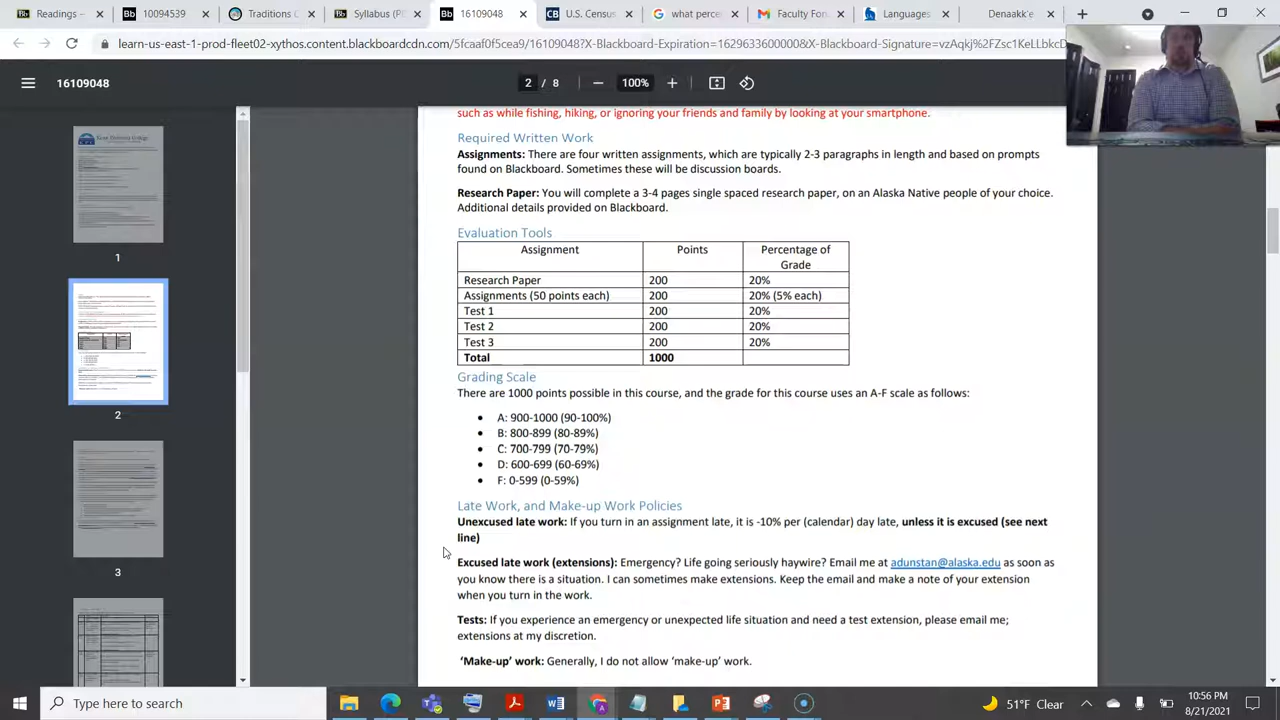 Readings –
10094539
Traditions C
Syllabus (PD
16109048
U.S. Census
what perce
Faculty Forn
Languages
Denaakk'e
learn-us-east-1-prod-fleet02-xythos.content.blackboardcdn.com/5fcaaf0f5cea9/16109048?X-Blackboard-Expiration=1629633600000&X-Blackboard-Signature=vzAqkj%2FZsc1KeLLbkcD
16109048
2 / 8
100%
such as while fishing, hiking, or ignoring your friends and family by looking at your smartphone.
Required Written Work
Assignments: There are four written assignments, which are typically 2-3 paragraphs in length and based on prompts
found on Blackboard. Sometimes these will be discussion boards.
Research Paper: You will complete a 3-4 pages single spaced research paper, on an Alaska Native people of your choice.
Additional details provided on Blackboard.
Evaluation Tools
Assignment Points Percentage of
Grade
Research Paper 200 20%
Assignments (50 points each) 200 20% (5% each)
Test 1 200 20%
Test 2 200 20%
Test 3 200 20%
Total 1000
Grading Scale
There are 1000 points possible in this course, and the grade for this course uses an A-F scale as follows:
• A: 900-1000 (90-100%)
• B: 800-899 (80-89%)
• C: 700-799 (70-79%)
• D: 600-699 (60-69%)
• F: 0-599 (0-59%)
Late Work, and Make-up Work Policies
Unexcused late work: If you turn in an assignment late, it is -10% per (calendar) day late, unless it is excused (see next
line)
Excused late work (extensions): Emergency? Life going seriously haywire? Email me at adunstan@alaska.edu as soon as
you know there is a situation. I can sometimes make extensions. Keep the email and make a note of your extension
when you turn in the work.
Tests: If you experience an emergency or unexpected life situation and need a test extension, please email me;
extensions at my discretion.
'Make-up' work: Generally, I do not allow 'make-up' work.
1
2
3
Type here to search
51°F Clear
10:56 PM
8/21/2021